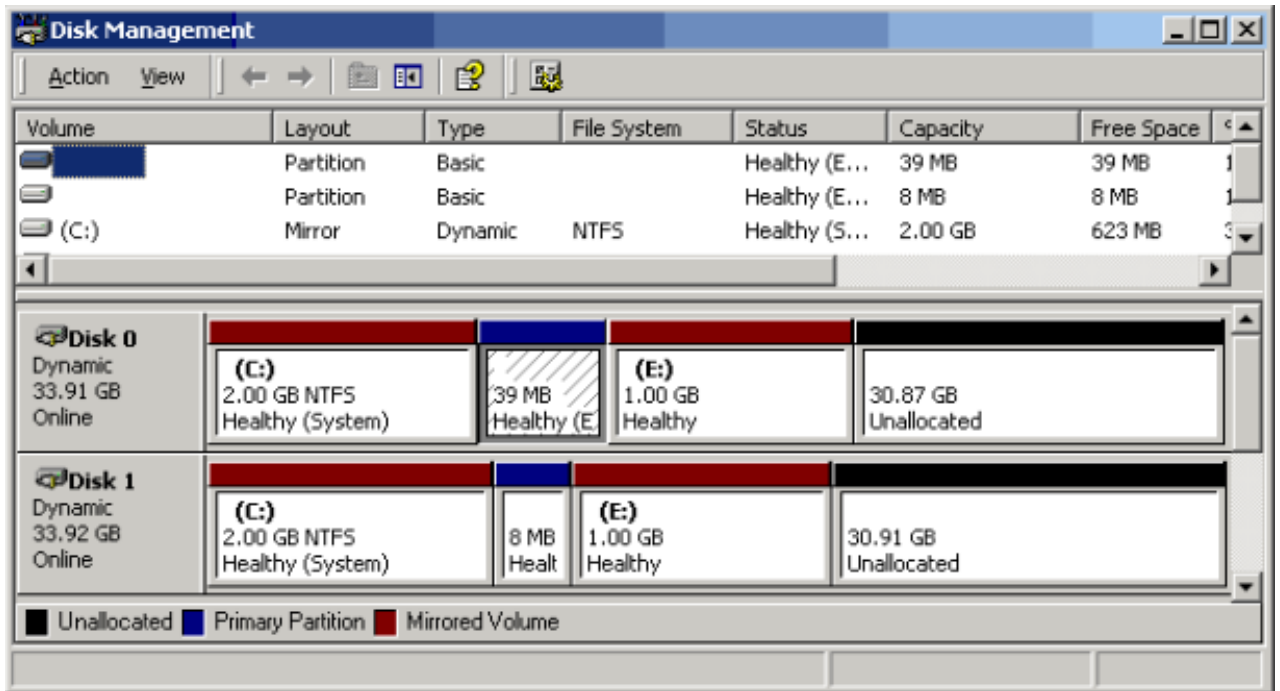 Disk Management
Action View
Volume Layout Type File System Status Capacity Free Space
Partition Basic Healthy (E... 39 MB 39 MB
Partition Basic Healthy (E... 8 MB 8 MB
(C:) Mirror Dynamic NTFS Healthy (S... 2.00 GB 623 MB
Disk 0
Dynamic
33.91 GB
Online
(C:)
2.00 GB NTFS
Healthy (System)
39 MB
Healthy (E
(E:)
1.00 GB
Healthy
30.87 GB
Unallocated
Disk 1
Dynamic
33.92 GB
Online
(C:)
2.00 GB NTFS
Healthy (System)
8 MB
Healt
(E:)
1.00 GB
Healthy
30.91 GB
Unallocated
Unallocated Primary Partition Mirrored Volume